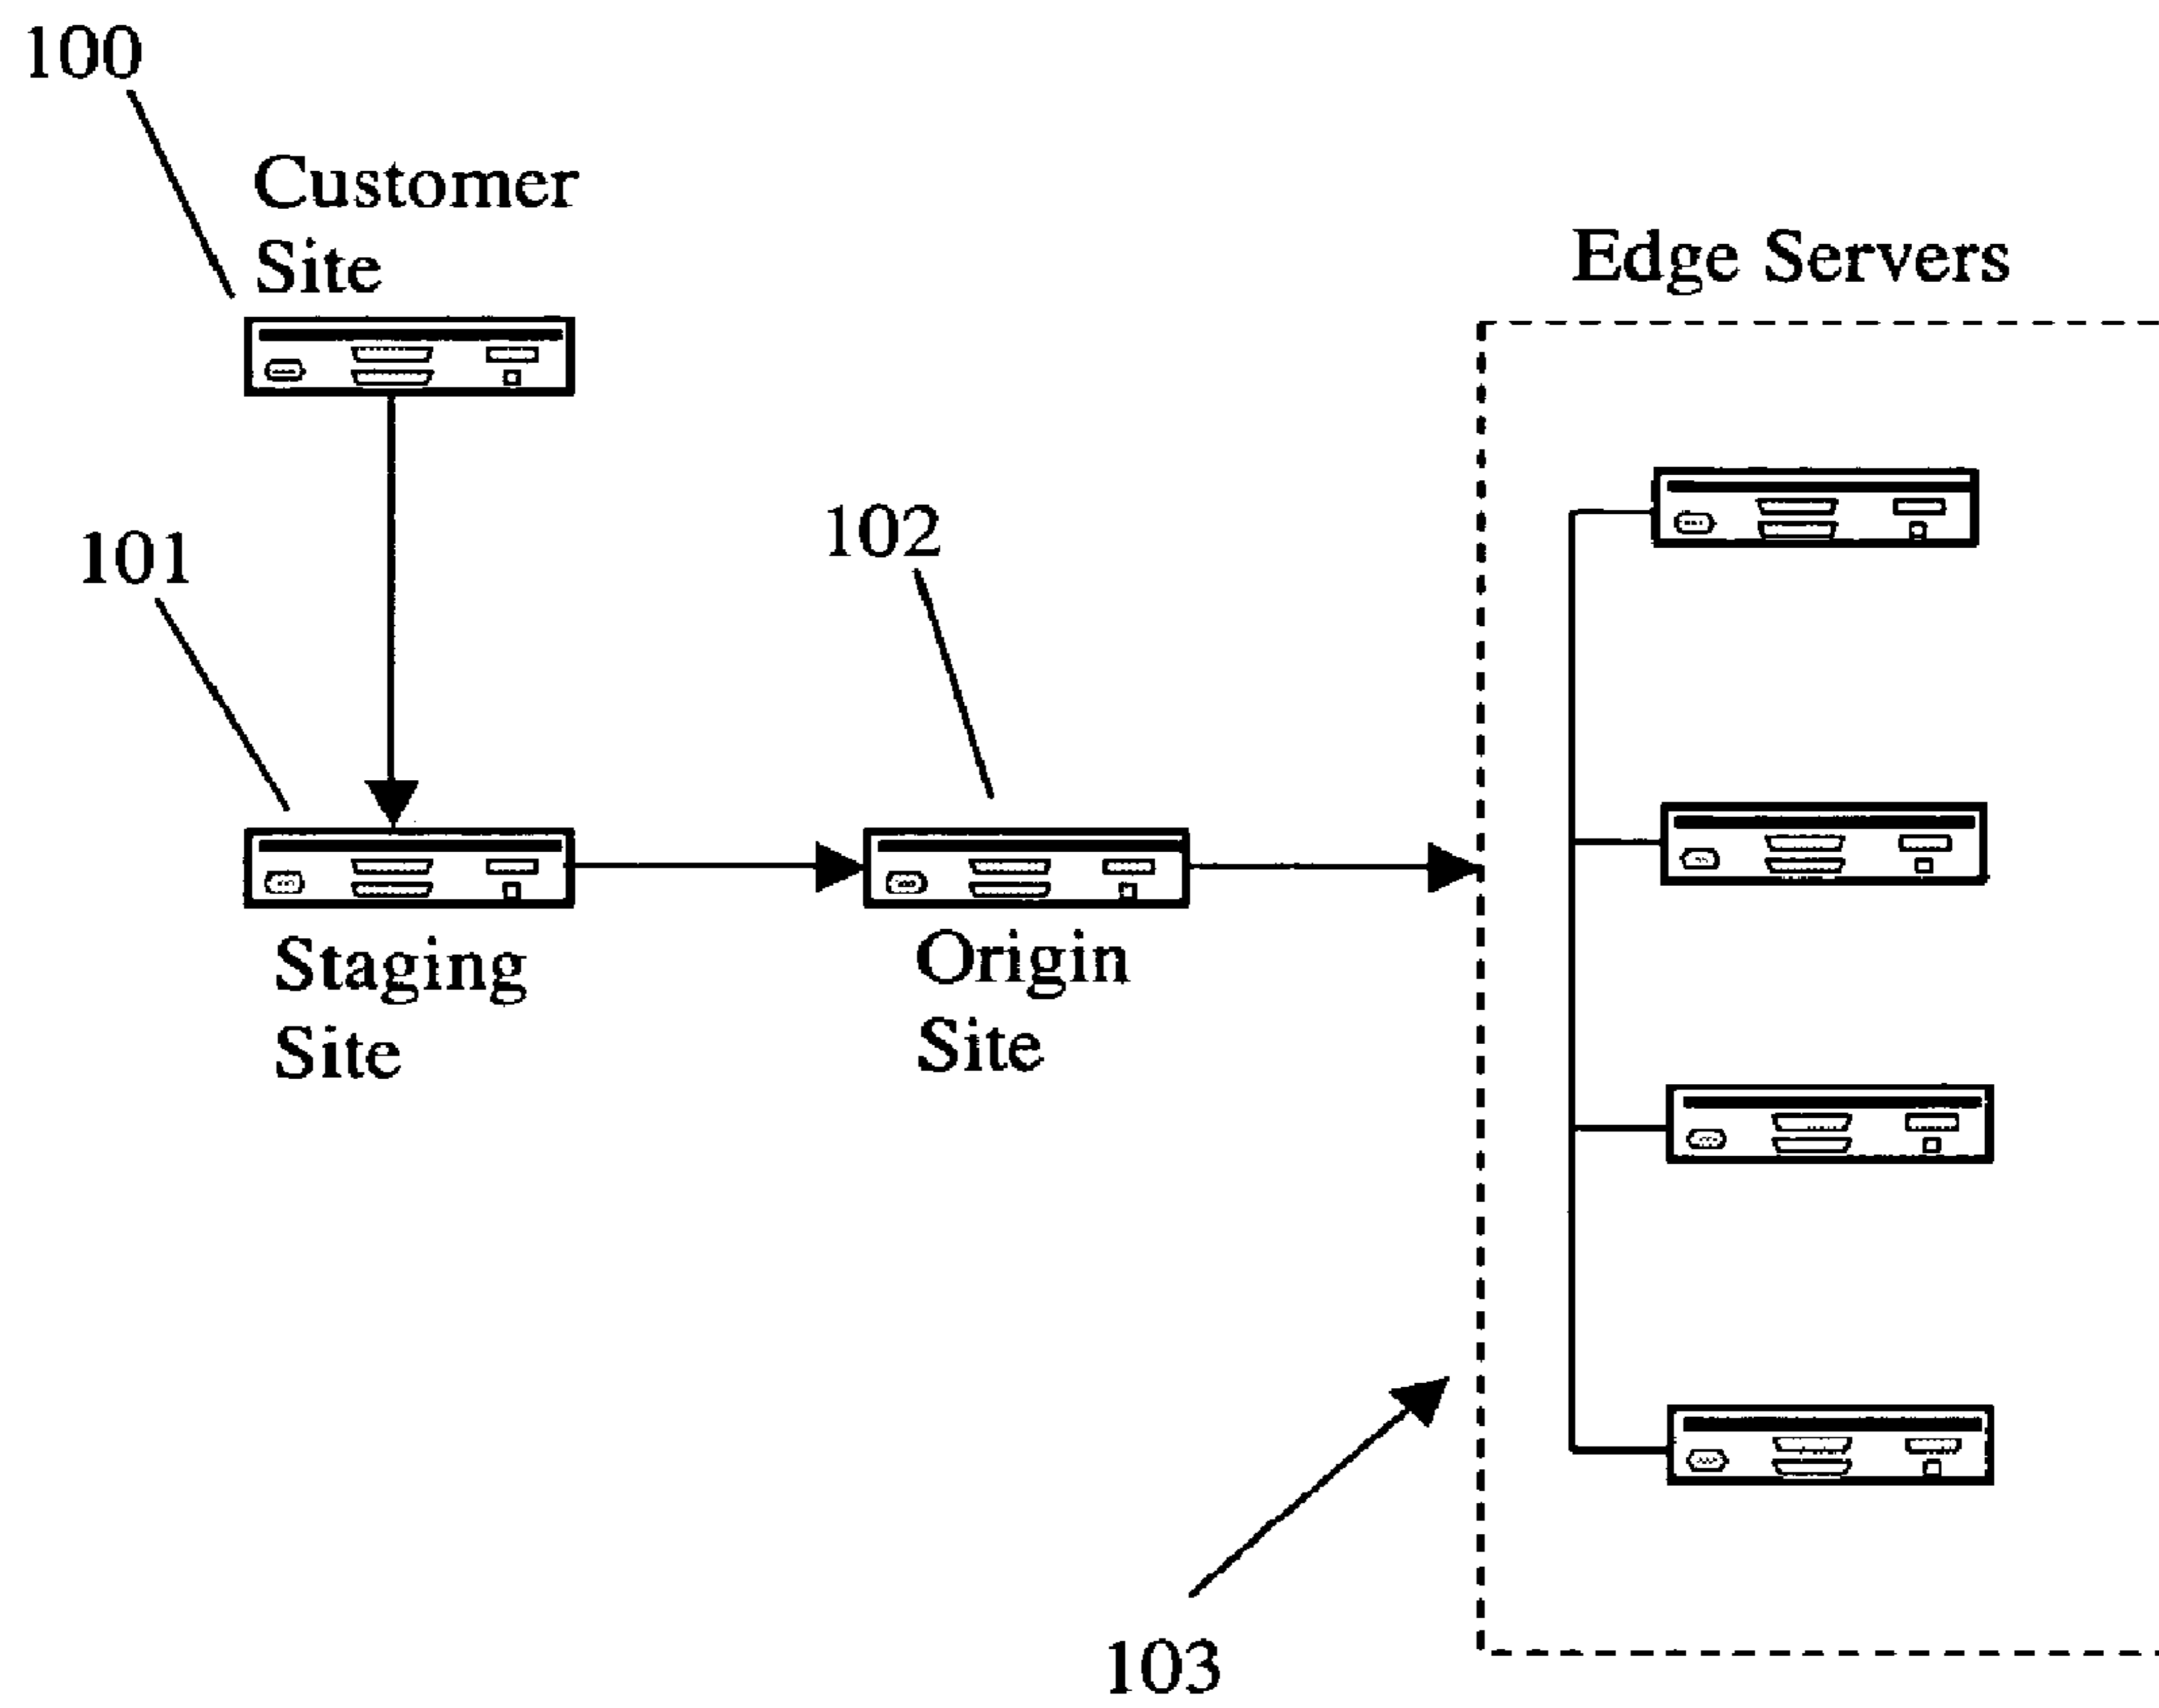 100
Customer
Site
Edge Servers
101
102
Staging
Site
Origin
Site
103